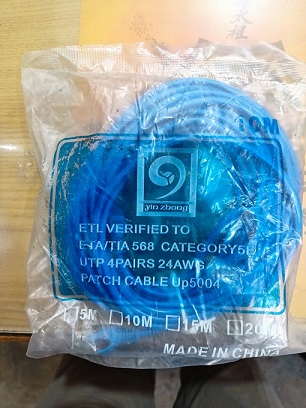 10M
yin zhong
ETL VERIFIED TO
EIA/TIA 568 CATEGORY5E
UTP 4PAIRS 24AWG
PATCH CABLE Up5004
5M 10M 15M 20M
MADE IN CHINA